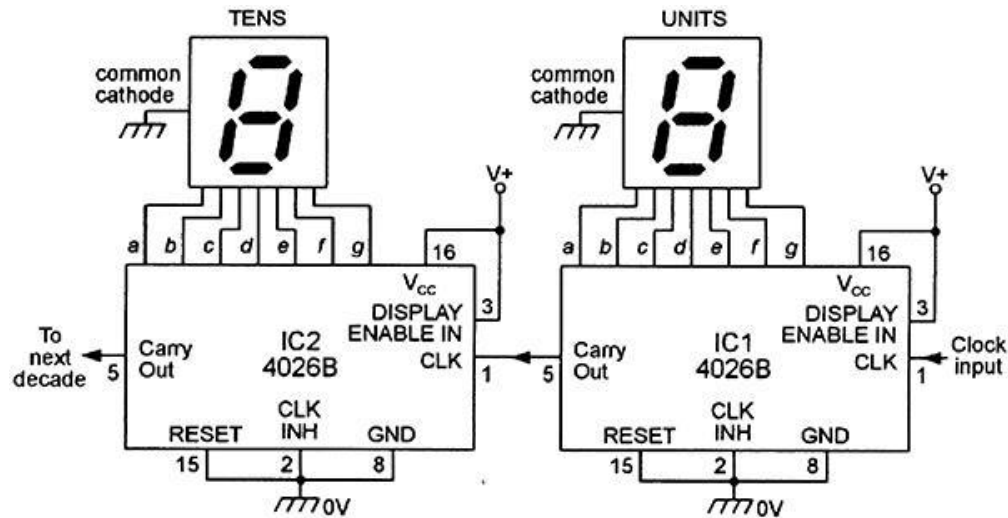 TENS
UNITS
common
cathode
common
cathode
V+
V+
a b c d e f g 16
a b c d e f g 16
VCC
VCC
DISPLAY 3
ENABLE IN
DISPLAY 3
ENABLE IN
To
next
decade
5
Carry
Out
IC2
4026B
CLK
1
5
Carry
Out
IC1
4026B
CLK
1
Clock
input
CLK
INH
CLK
INH
RESET
GND
RESET
GND
15 2 8
15 2 8
0V
0V